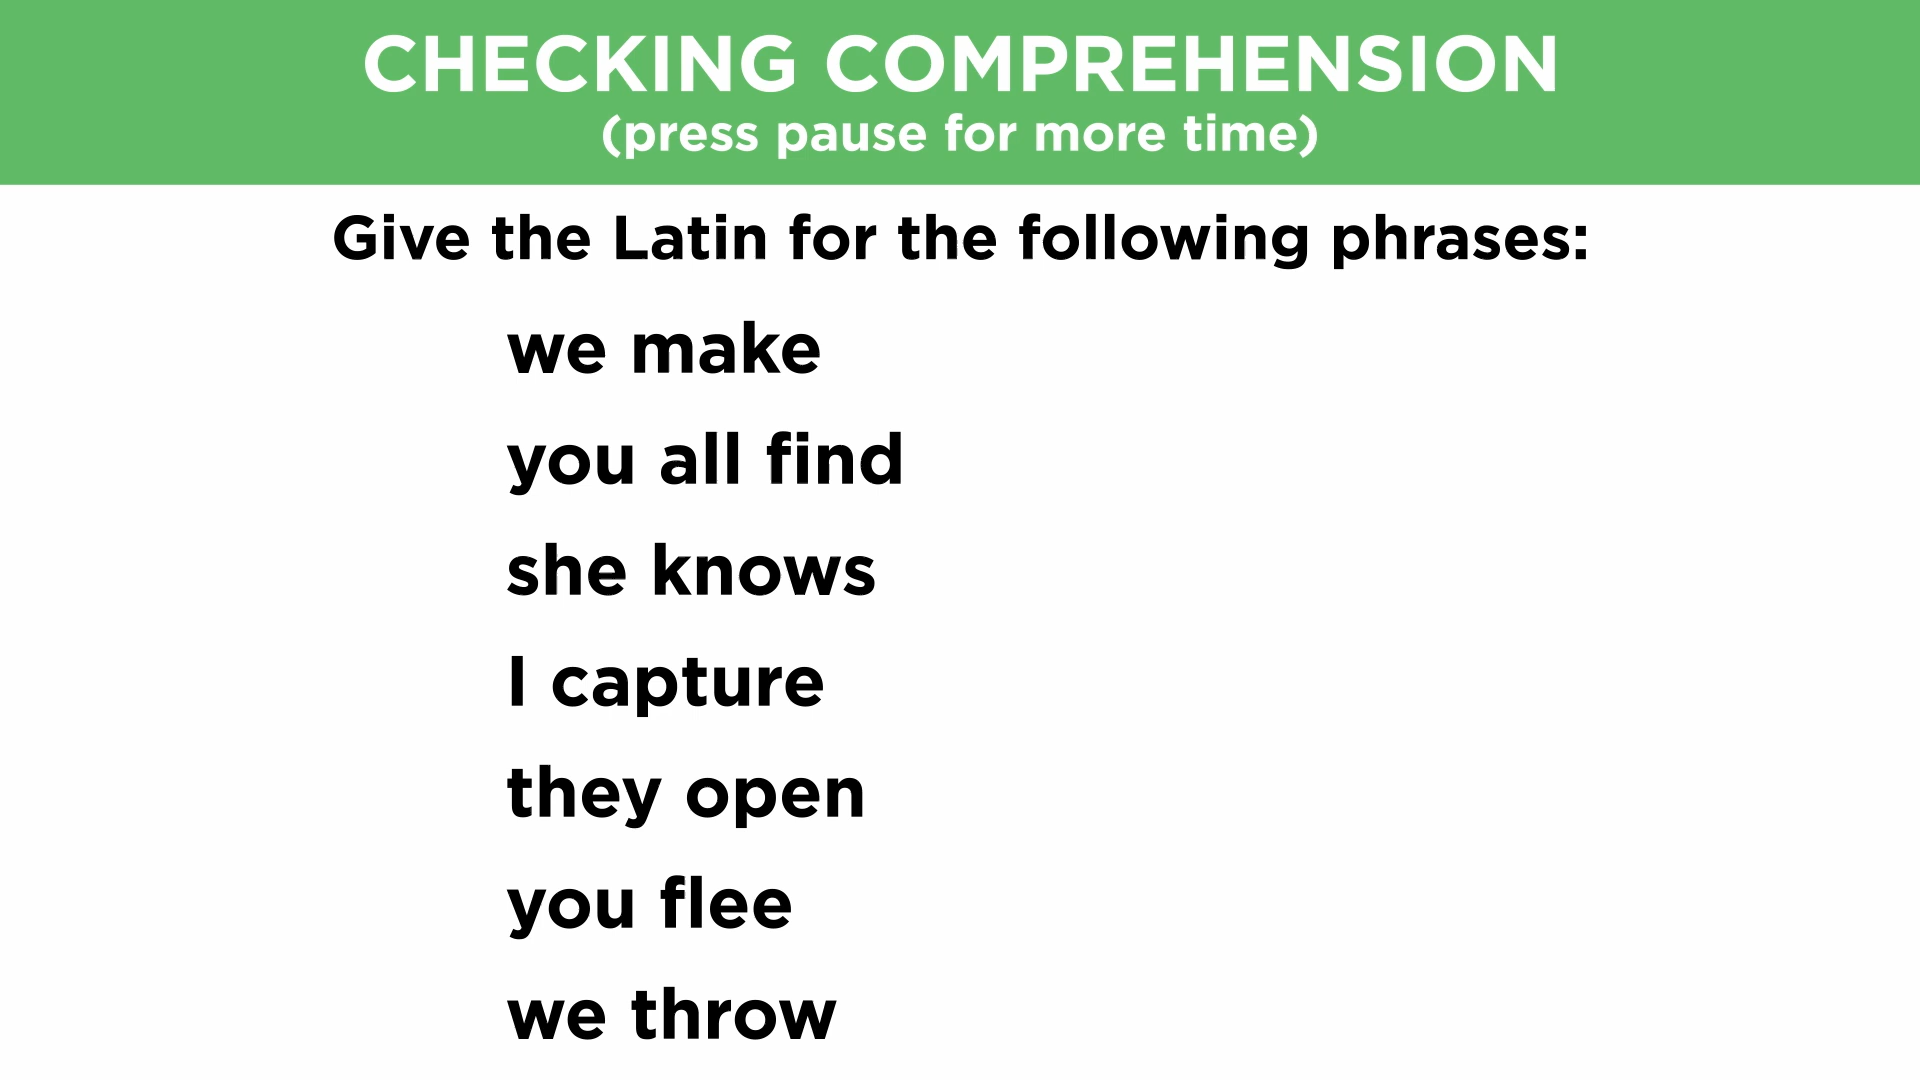 CHECKING COMPREHENSION
(press pause for more time)
Give the Latin for the following phrases:
we make
you all find
she knows
I capture
they open
you flee
we throw